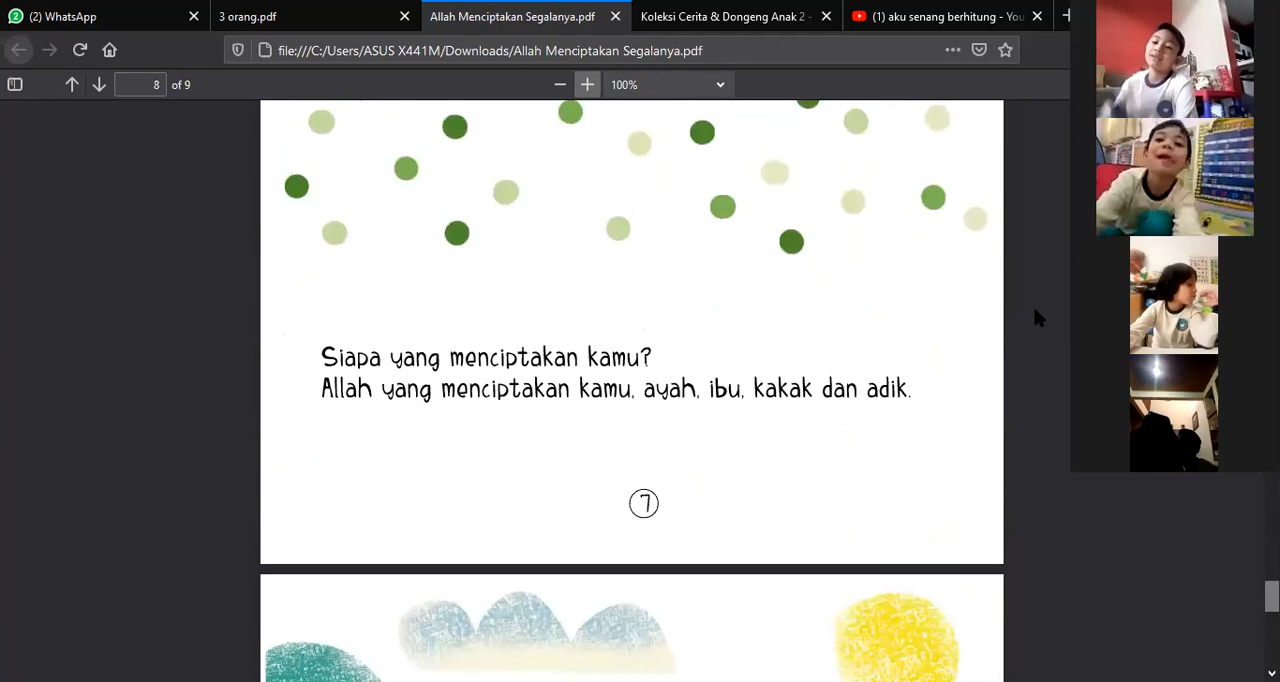 (2) WhatsApp
3 orang.pdf
Allah Menciptakan Segalanya.pdf
Koleksi Cerita & Dongeng Anak 2 -
(1) aku senang berhitung - You
file:///C:/Users/ASUS X441M/Downloads/Allah Menciptakan Segalanya.pdf
8 of 9
100%
Siapa yang menciptakan kamu?
Allah yang menciptakan kamu, ayah, ibu, kakak dan adik.
7